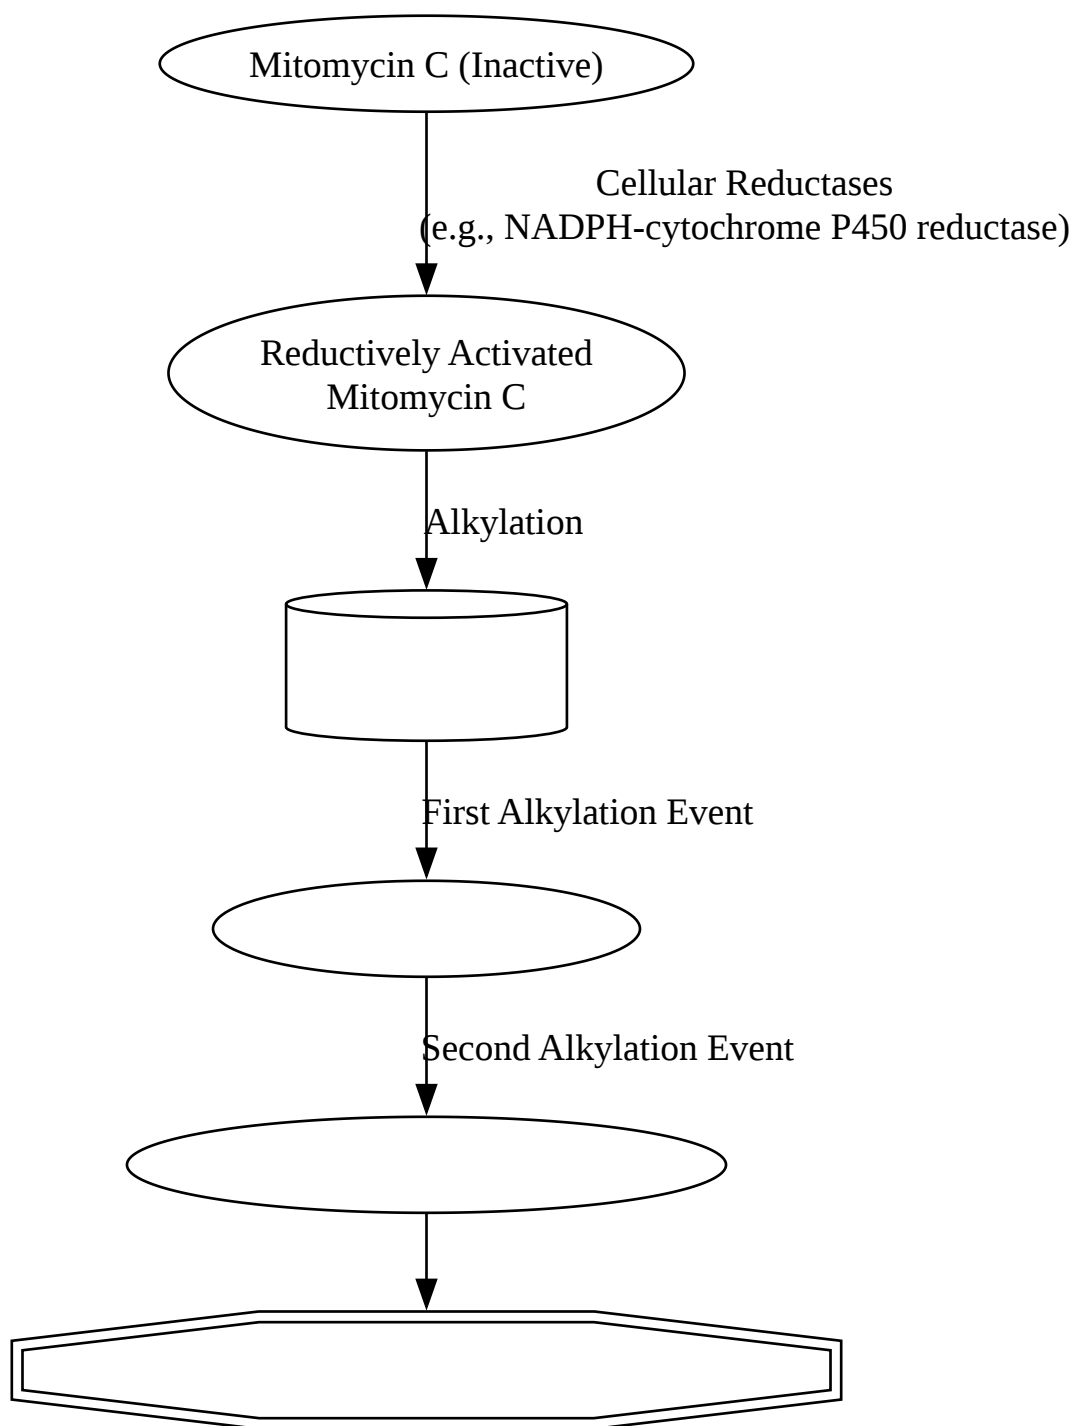 Mitomycin C (Inactive)
Cellular Reductases
(e.g., NADPH-cytochrome P450 reductase)
Reductively Activated
Mitomycin C
Alkylation
First Alkylation Event
Second Alkylation Event